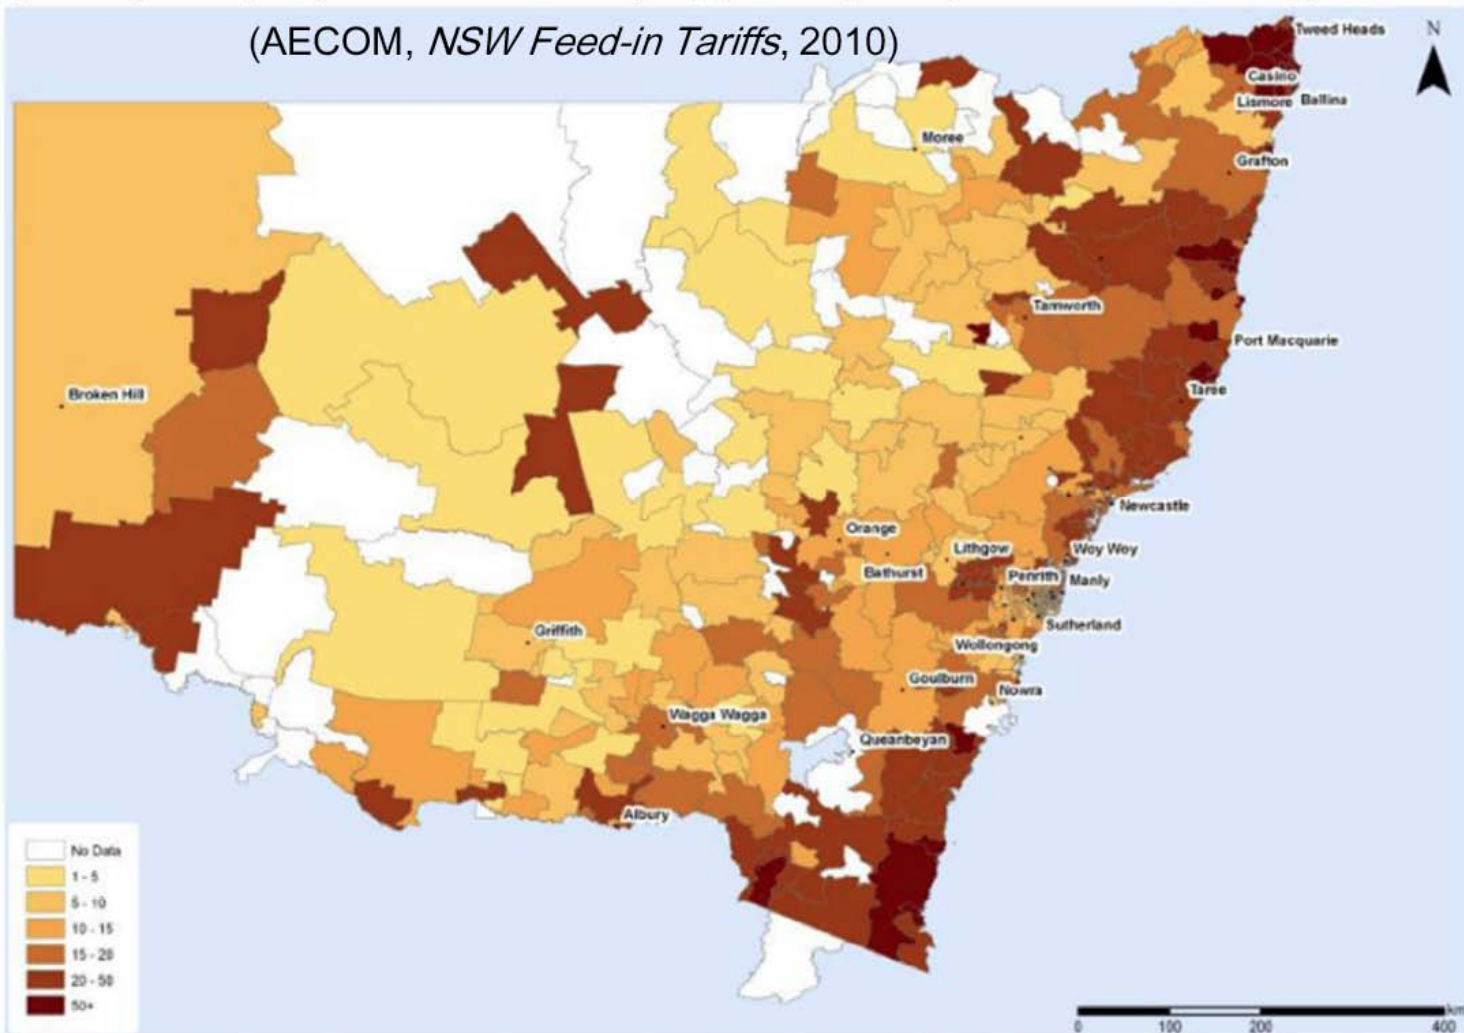 (AECOM, NSW Feed-in Tariffs, 2010)
Tweed Heads
N
Casino
Lismore Ballina
Moree
Grafton
Tamworth
Port Macquarie
Broken Hill
Taree
Newcastle
Orange
Lithgow
Woy Woy
Bathurst
Penrith
Manly
Sutherland
Griffith
Wollongong
Goulburn
Nowra
Wagga Wagga
Queanbeyan
Albury
No Data
1 - 5
5 - 10
10 - 15
15 - 20
20 - 50
50+
km
0 100 200 400